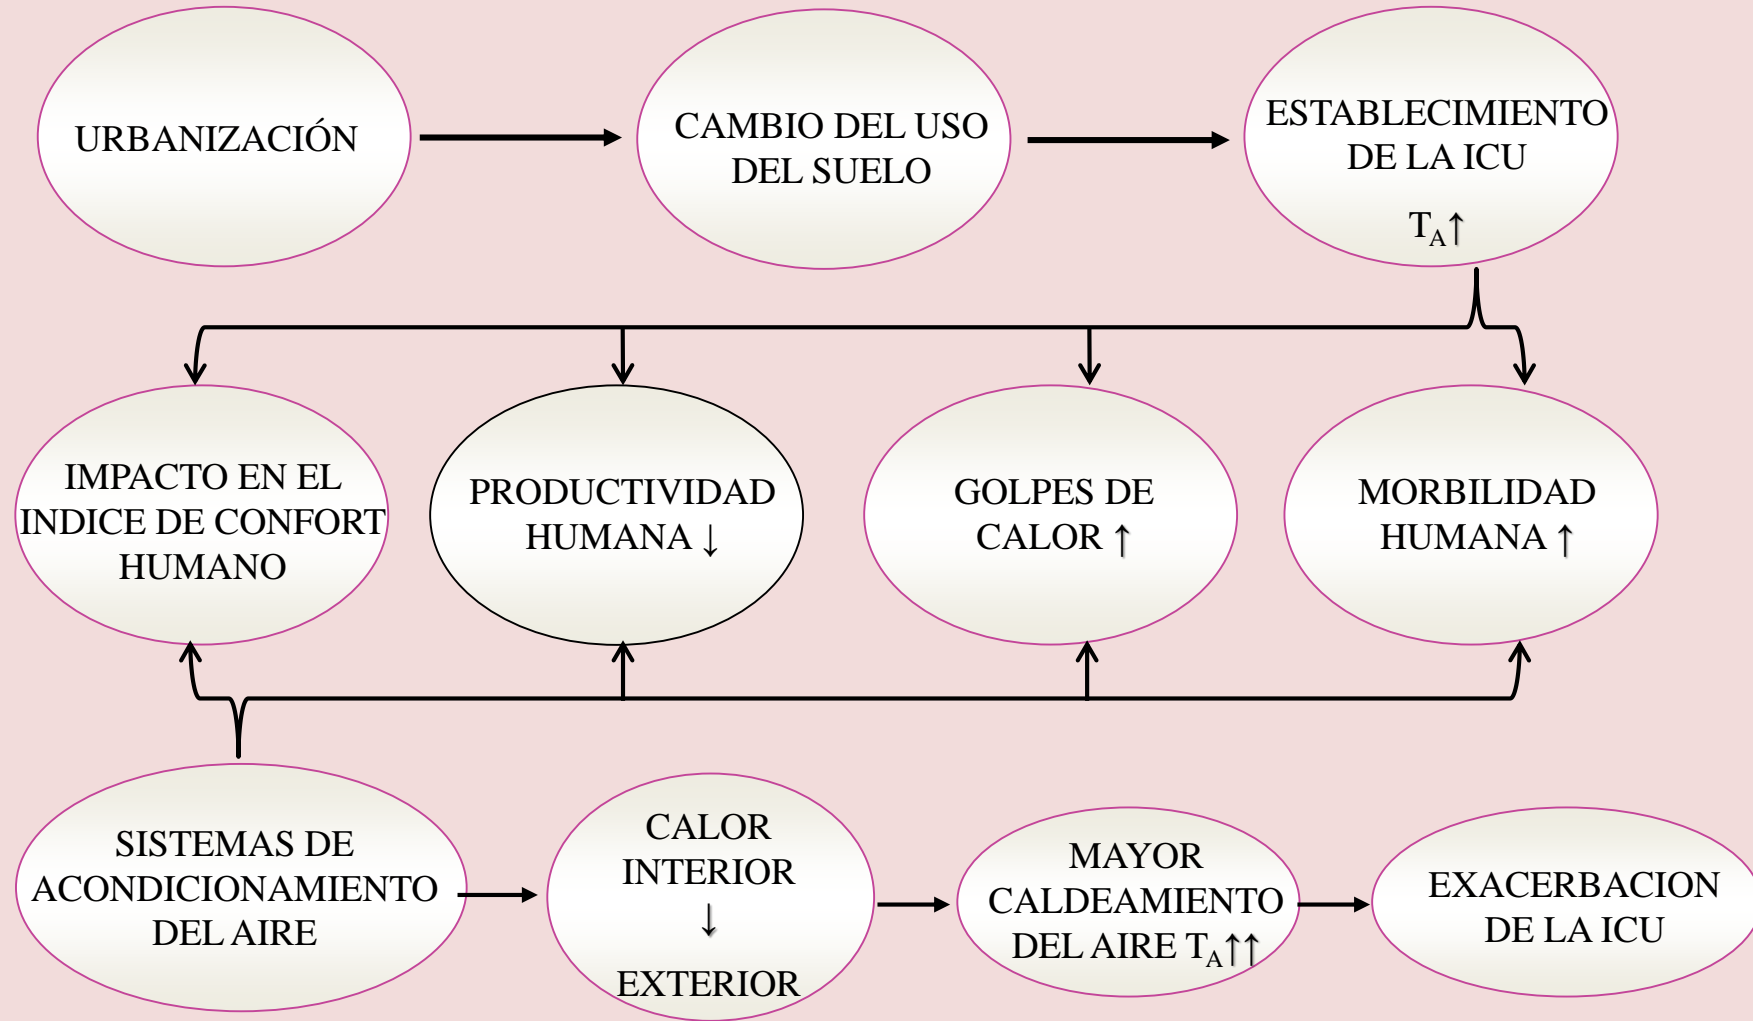 URBANIZACIÓN
CAMBIO DEL USO
DEL SUELO
ESTABLECIMIENTO
DE LA ICU
T_A↑
IMPACTO EN EL
INDICE DE CONFORT
HUMANO
PRODUCTIVIDAD
HUMANA ↓
GOLPES DE
CALOR ↑
MORBILIDAD
HUMANA ↑
SISTEMAS DE
ACONDICIONAMIENTO
DEL AIRE
CALOR
INTERIOR
↓
EXTERIOR
MAYOR
CALDEAMIENTO
DEL AIRE T_A↑↑
EXACERBACION
DE LA ICU